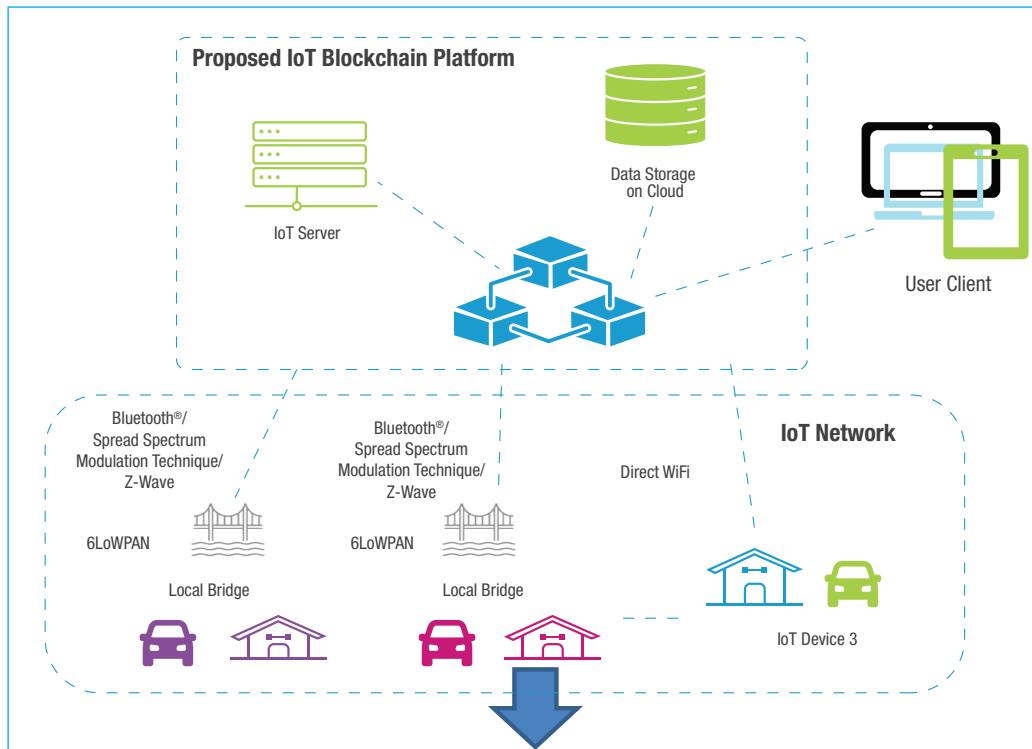 Proposed IoT Blockchain Platform
IoT Server
Data Storage
on Cloud
User Client
IoT Network
Bluetooth®/
Spread Spectrum
Modulation Technique/
Z-Wave
6LoWPAN
Local Bridge
Bluetooth®/
Spread Spectrum
Modulation Technique/
Z-Wave
6LoWPAN
Local Bridge
Direct WiFi
IoT Device 3